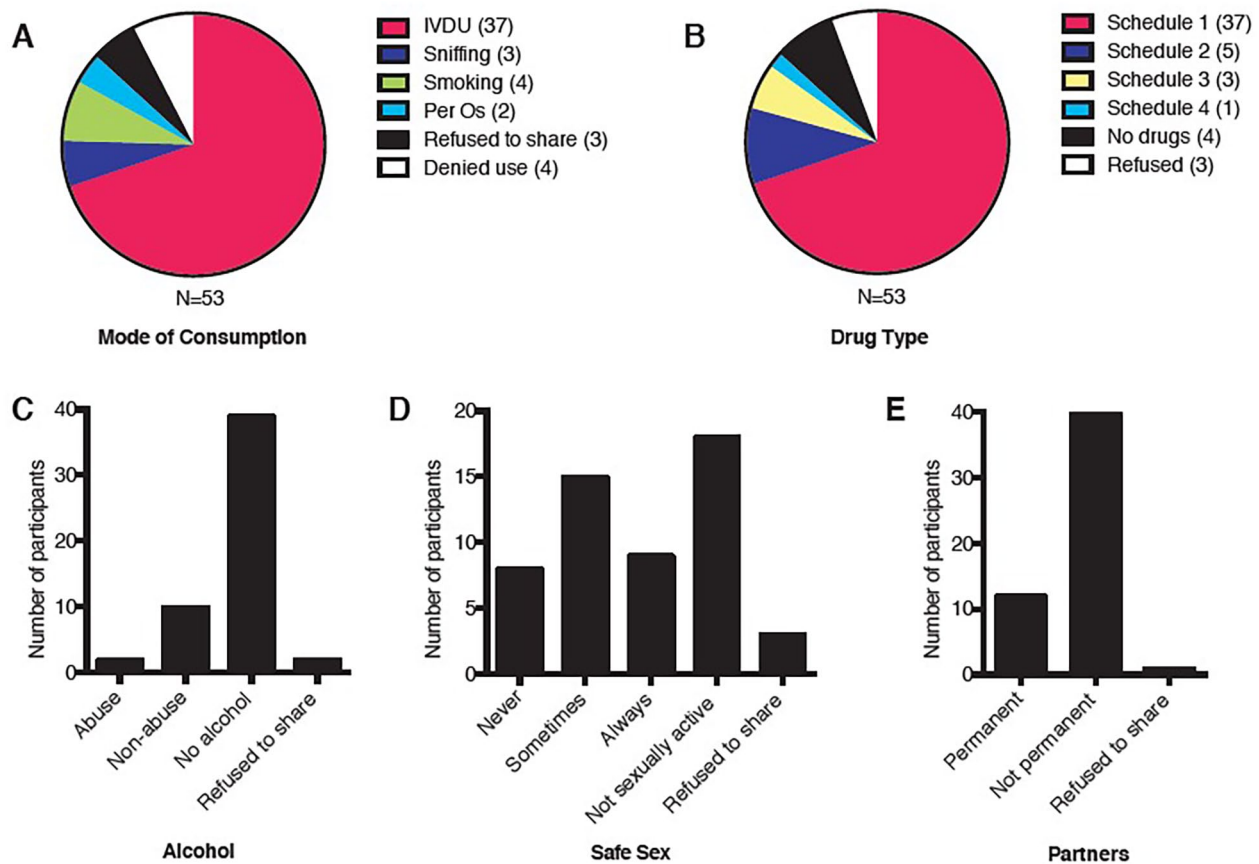 A
IVDU (37)
Sniffing (3)
Smoking (4)
Per Os (2)
Refused to share (3)
Denied use (4)
N=53
Mode of Consumption
B
Schedule 1 (37)
Schedule 2 (5)
Schedule 3 (3)
Schedule 4 (1)
No drugs (4)
Refused (3)
N=53
Drug Type
C
Number of participants
40
30
20
10
0
Abuse
Non-abuse
No alcohol
Refused to share
Alcohol
D
Number of participants
20
15
10
5
0
Never
Sometimes
Always
Not sexually active
Refused to share
Safe Sex
E
Number of participants
40
30
40
10
0
Permanent
Not permanent
Refused to share
Partners